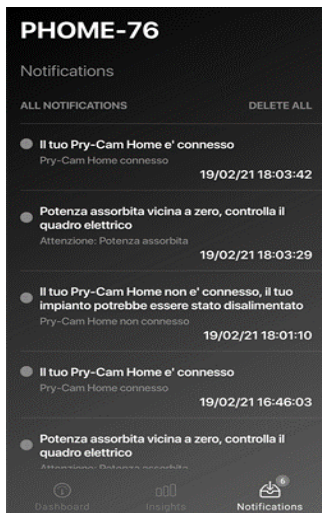 PHOME-76
Notifications
ALL NOTIFICATIONS DELETE ALL
Il tuo Pry-Cam Home e' connesso
Pry-Cam Home connesso
19/02/21 18:03:42
Potenza assorbita vicina a zero, controlla il
quadro elettrico
Attenzione: Potenza assorbita
19/02/21 18:03:29
Il tuo Pry-Cam Home non e' connesso, il tuo
impianto potrebbe essere stato disalimentato
Pry-Cam Home non connesso
19/02/21 18:01:10
Il tuo Pry-Cam Home e' connesso
Pry-Cam Home connesso
19/02/21 16:46:03
Potenza assorbita vicina a zero, controlla il
quadro elettrico
Attenzione: Potenza assorbita
6
Dashboard Insights Notifications